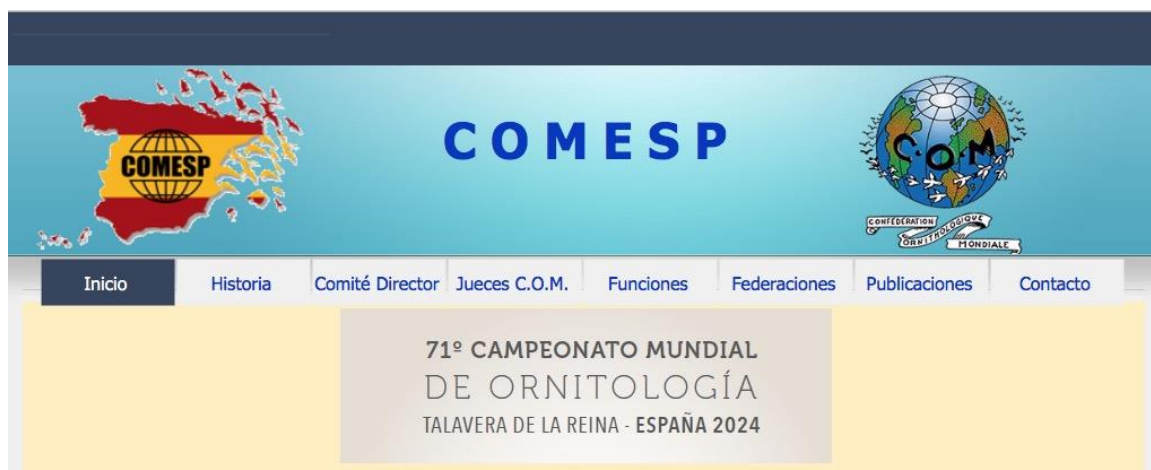 COMESP
COMESP
C.O.M
CONFÉDÉRATION
ORNITHOLOGIQUE
MONDIALE
Inicio
Historia
Comité Director
Jueces C.O.M.
Funciones
Federaciones
Publicaciones
Contacto
71º CAMPEONATO MUNDIAL
DE ORNITOLOGÍA
TALAVERA DE LA REINA - ESPAÑA 2024